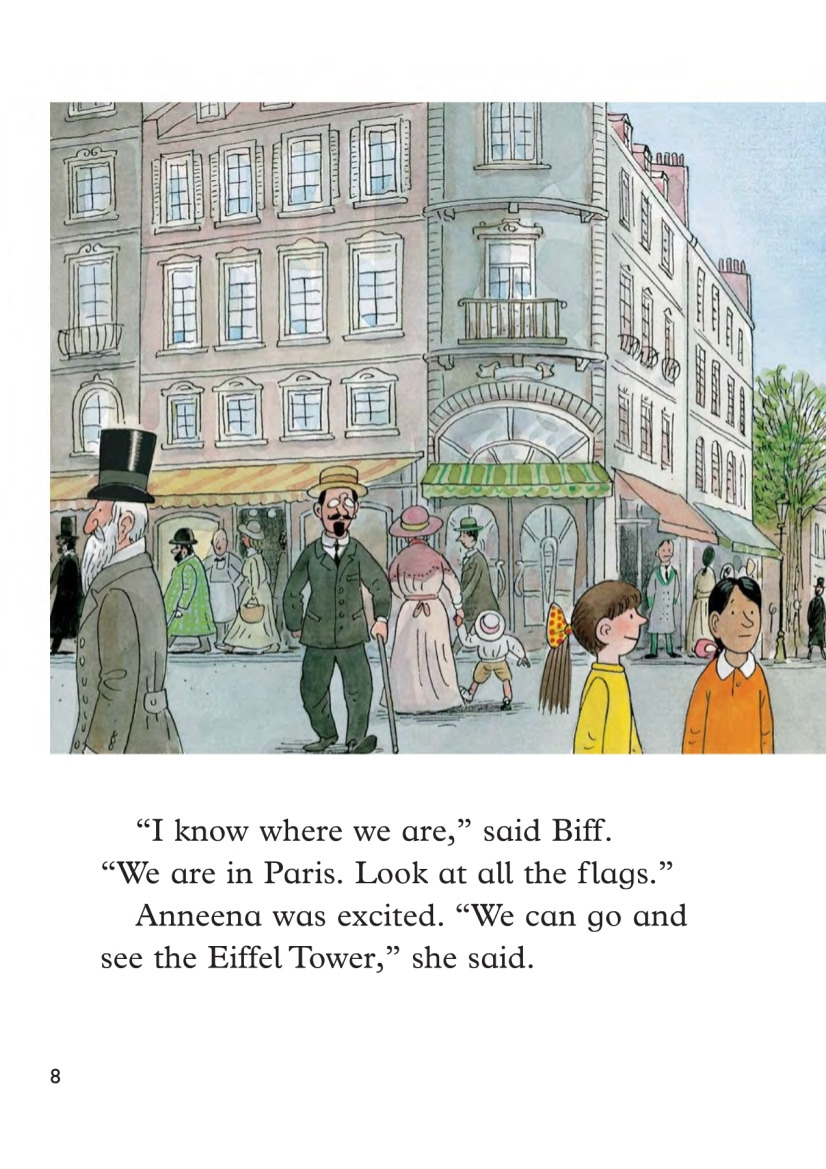 “I know where we are,” said Biff.
“We are in Paris. Look at all the flags.”
Anneena was excited. “We can go and
see the Eiffel Tower,” she said.
8